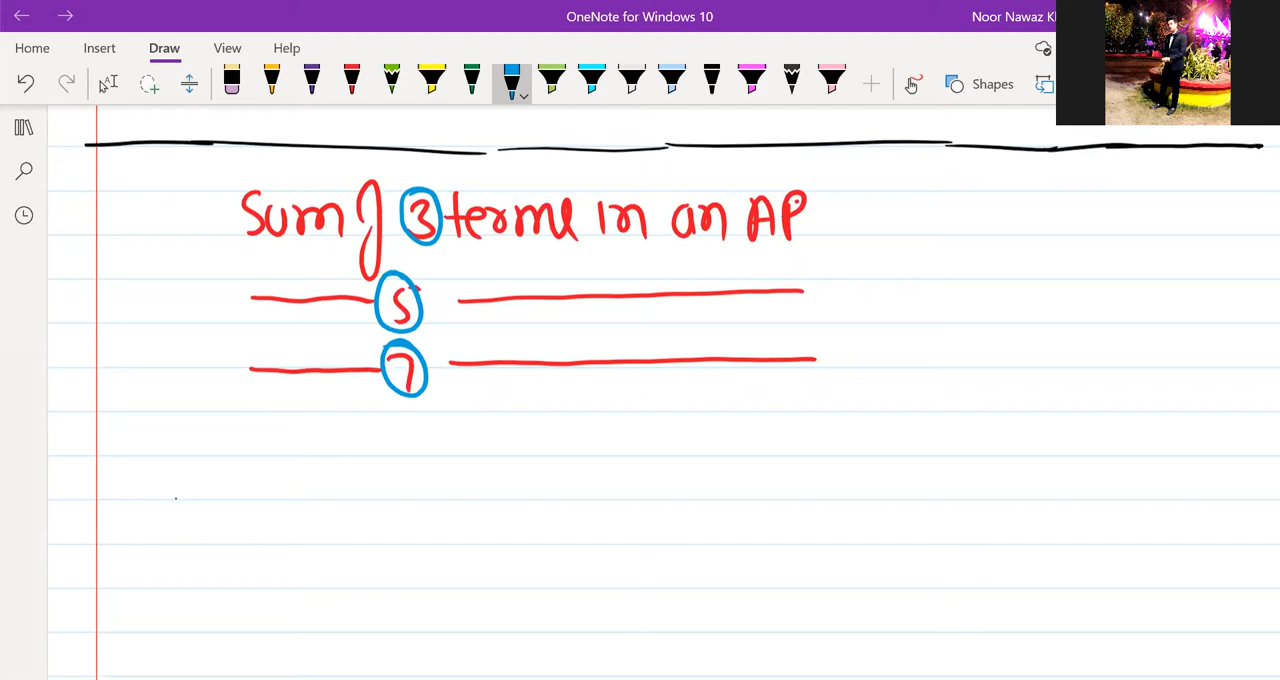 OneNote for Windows 10
Noor Nawaz Kh
Home Insert Draw View Help
Shapes
Sum of 3 terms in an AP
5
7